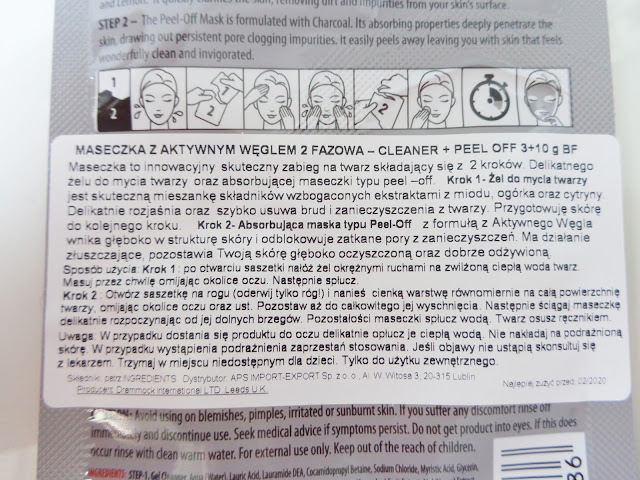 and Lemon. It quickly clarifies the skin, removing dirt and impurities from your skin's surface.
STEP 2 – The Peel-Off Mask is formulated with Charcoal. Its absorbing properties deeply penetrate the
skin, drawing out persistent pore clogging impurities. It easily peels away leaving you with skin that feels
wonderfully clean and invigorated.
1
2
2
MASECZKA Z AKTYWNYM WĘGLEM 2 FAZOWA – CLEANER + PEEL OFF 3+10 g BF
Maseczka to innowacyjny skuteczny zabieg na twarz składający się z 2 kroków. Delikatnego
żelu do mycia twarzy oraz absorbującej maseczki typu peel –off. Krok 1- Żel do mycia twarzy
jest skuteczną mieszankę składników wzbogaconych ekstraktami z miodu, ogórka oraz cytryny.
Delikatnie rozjaśnia oraz szybko usuwa brud i zanieczyszczenia z twarzy. Przygotowuję skórę
do kolejnego kroku. Krok 2- Absorbująca maska typu Peel-Off z formułą z Aktywnego Węgla
wnika głęboko w strukturę skóry i odblokowuje zatkane pory z zanieczyszczeń. Ma działanie
złuszczające, pozostawia Twoją skórę głęboko oczyszczoną oraz dobrze odżywioną.
Sposób użycia: Krok 1: po otwarciu saszetki nałóż żel okrężnymi ruchami na zwilżoną ciepłą wodą twarz.
Masuj przez chwilę omijając okolice oczu. Następnie spłucz.
Krok 2: Otwórz saszetkę na rogu (oderwij tylko róg!) i nanieś cienką warstwę równomiernie na całą powierzchnię
twarzy, omijając okolice oczu oraz ust. Pozostaw aż do całkowitego jej wyschnięcia. Następnie ściągaj maseczkę
delikatnie rozpoczynając od jej dolnych brzegów. Pozostałości maseczki spłucz wodą. Twarz osusz ręcznikiem.
Uwaga: W przypadku dostania się produktu do oczu delikatnie opłucz je ciepłą wodą. Nie nakładaj na podrażnioną
skórę. W przypadku wystąpienia podrażnienia zaprzestań stosowania. Jeśli objawy nie ustąpią skonsultuj się
z lekarzem. Trzymaj w miejscu niedostępnym dla dzieci. Tylko do użytku zewnętrznego.
Składniki: patrz INGREDIENTS. Dystrybutor: APS IMPORT-EXPORT Sp. z o. o., Al. W. Witosa 3, 20-315 Lublin
Producent: Drammock International LTD, Leeds U.K. Najlepiej zużyć przed: 02/2020
Avoid using on blemishes, pimples, irritated or sunburnt skin. If you suffer any discomfort rinse off
immediately and discontinue use. Seek medical advice if symptoms persist. Do not get product into eyes. If this does
occur rinse with clean warm water. For external use only. Keep out of the reach of children.
INGREDIENTS: STEP-1. Gel Cleanser. Aqua (Water), Lauric Acid, Lauramide DEA, Cocamidopropyl Betaine, Sodium Chloride, Myristic Acid, Glycerin,
86